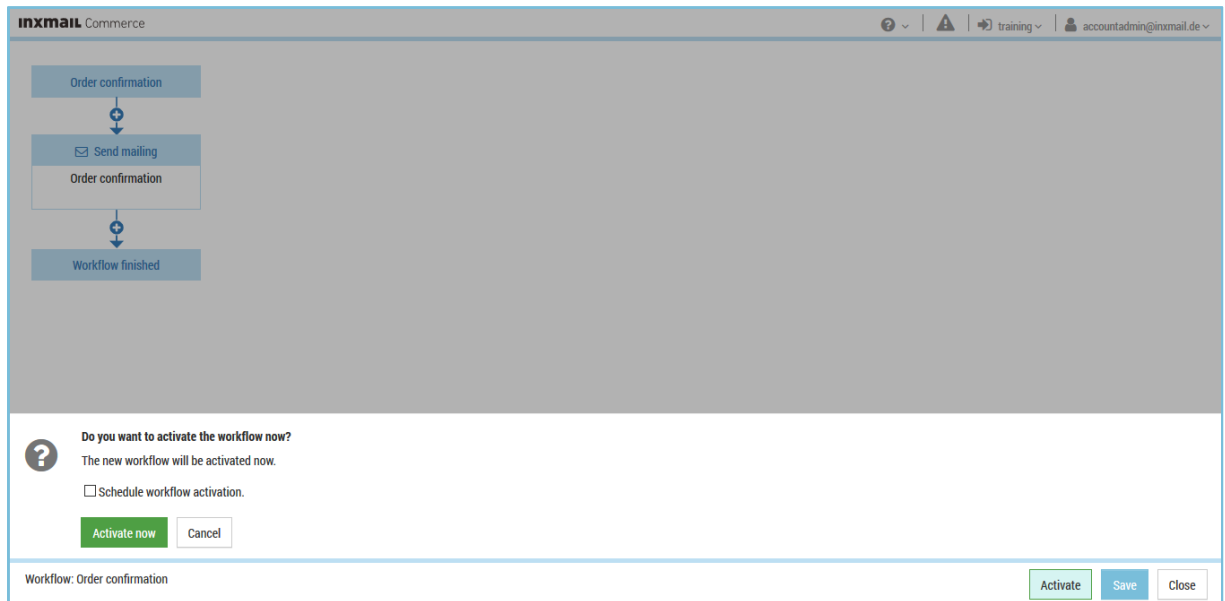 Inxmail Commerce
training
accountadmin@inxmail.de
Order confirmation
Send mailing
Order confirmation
Workflow finished
Do you want to activate the workflow now?
The new workflow will be activated now.
Schedule workflow activation.
Activate now Cancel
Workflow: Order confirmation
Activate Save Close